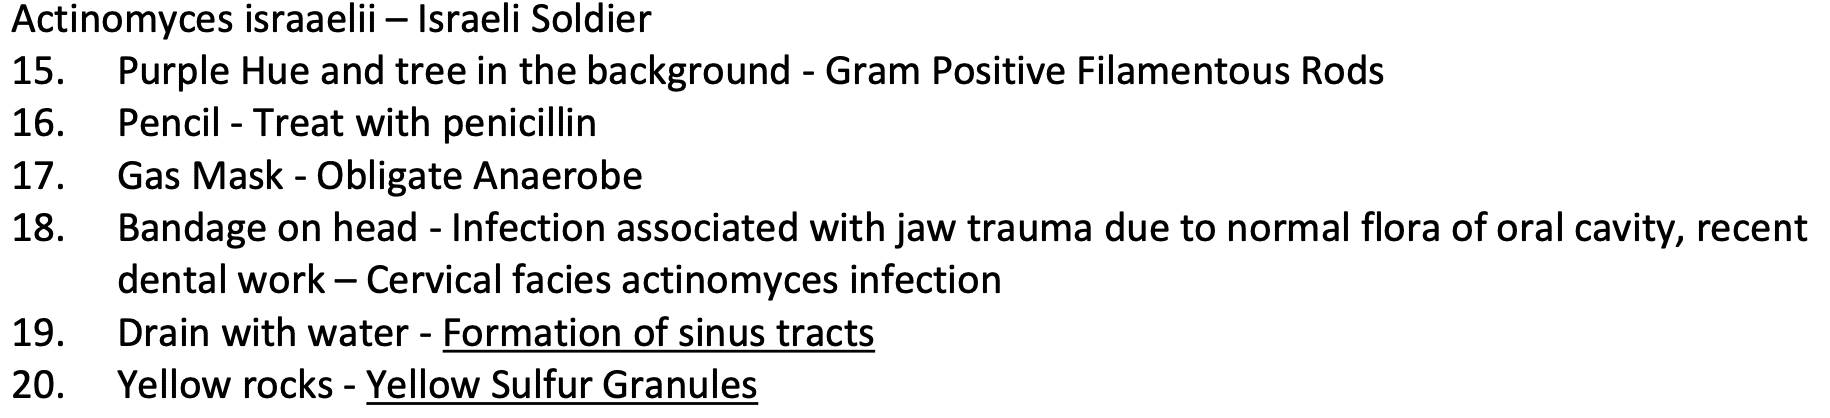 Actinomyces israaelii – Israeli Soldier
15. Purple Hue and tree in the background - Gram Positive Filamentous Rods
16. Pencil - Treat with penicillin
17. Gas Mask - Obligate Anaerobe
18. Bandage on head - Infection associated with jaw trauma due to normal flora of oral cavity, recent
dental work – Cervical facies actinomyces infection
19. Drain with water - Formation of sinus tracts
20. Yellow rocks - Yellow Sulfur Granules